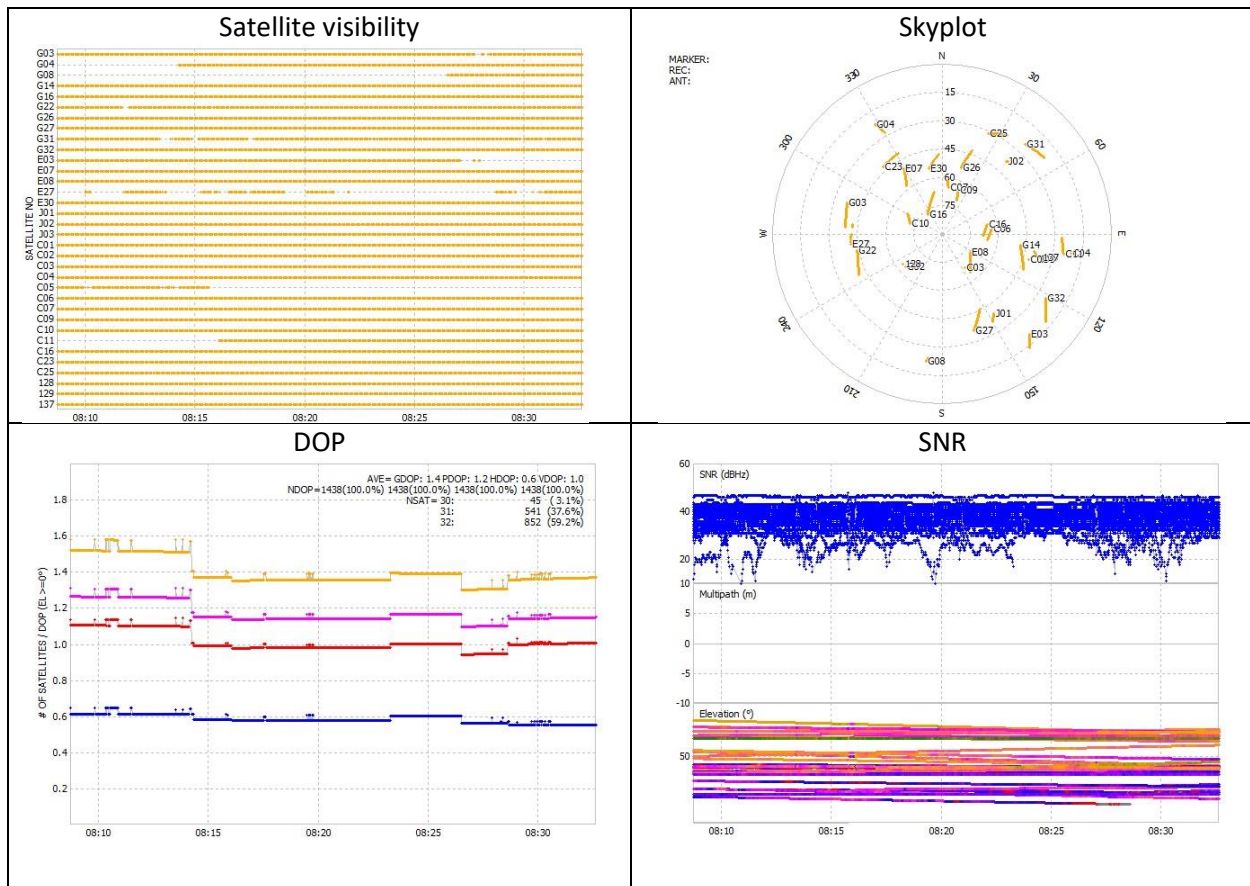 Satellite visibility
SATELLITE NO
G03
G04
G08
G14
G16
G22
G26
G27
G31
G32
E03
E07
E08
E27
E30
J01
J02
J03
C01
C02
C03
C04
C05
C06
C07
C09
C10
C11
C16
C23
C25
128
129
137
08:10 08:15 08:20 08:25 08:30
Skyplot
MARKER:
REC:
ANT:
N
330 30
15
30
G04 C25
300 G31 60
45
C23 E07 E30 G26 J02
60
C07
G03 C09
75
C10 G16
C16
W C06 E
E27 G14
G22 E08 C11 C04
137
C03
G32
240 J01 120
G27 E03
G08
210 150
S
DOP
# OF SATELLITES / DOP (EL >=0°)
AVE= GDOP: 1.4 PDOP: 1.2 HDOP: 0.6 VDOP: 1.0
NDOP=1438(100.0%) 1438(100.0%) 1438(100.0%) 1438(100.0%)
NSAT= 30: 45 ( 3.1%)
31: 541 (37.6%)
32: 852 (59.2%)
1.8
1.6
1.4
1.2
1.0
0.8
0.6
0.4
0.2
08:10 08:15 08:20 08:25 08:30
SNR
60
SNR (dBHz)
40
20
10
Multipath (m)
5
0
-5
-10
Elevation (°)
50
08:10 08:15 08:20 08:25 08:30